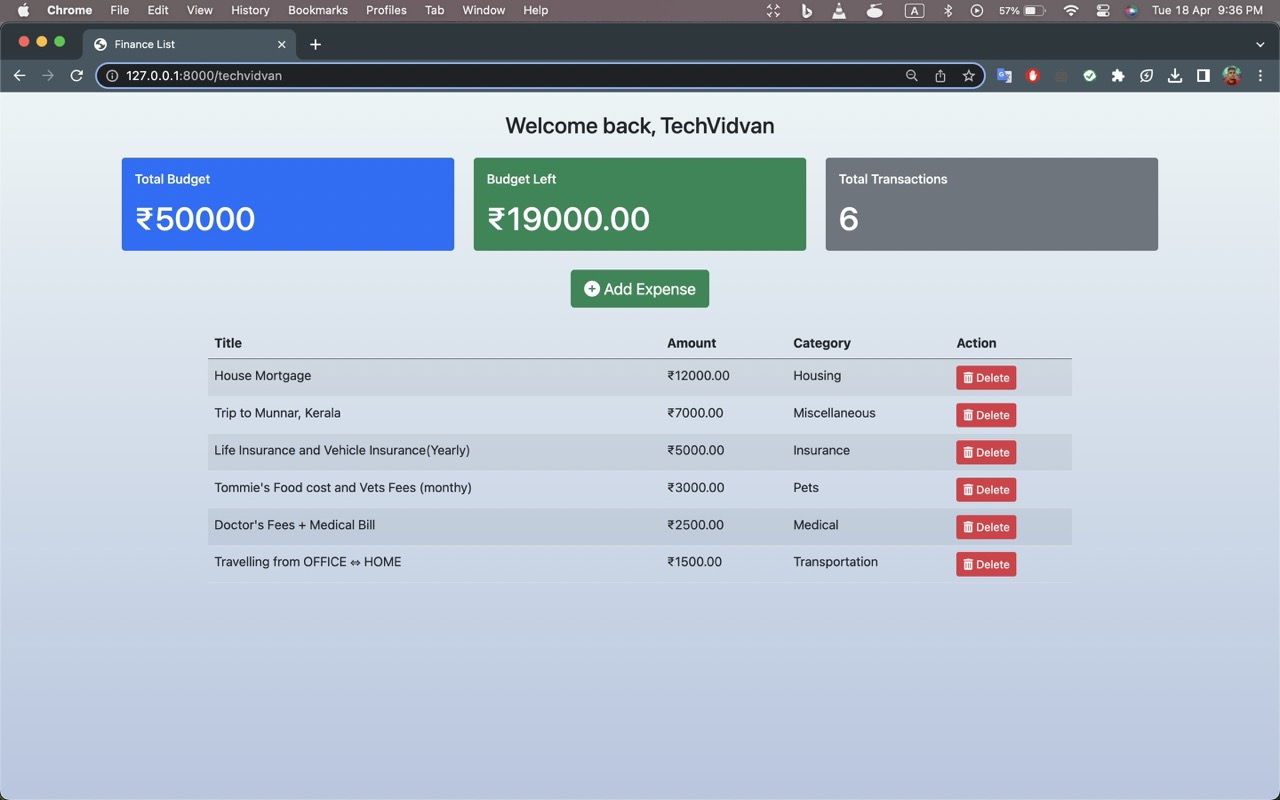 Chrome File Edit View History Bookmarks Profiles Tab Window Help A 57% Tue 18 Apr 9:36 PM
Finance List
127.0.0.1:8000/techvidvan
Welcome back, TechVidvan
Total Budget
₹50000
Budget Left
₹19000.00
Total Transactions
6
Add Expense
Title Amount Category Action
House Mortgage ₹12000.00 Housing Delete
Trip to Munnar, Kerala ₹7000.00 Miscellaneous Delete
Life Insurance and Vehicle Insurance(Yearly) ₹5000.00 Insurance Delete
Tommie's Food cost and Vets Fees (monthy) ₹3000.00 Pets Delete
Doctor's Fees + Medical Bill ₹2500.00 Medical Delete
Travelling from OFFICE ⇔ HOME ₹1500.00 Transportation Delete